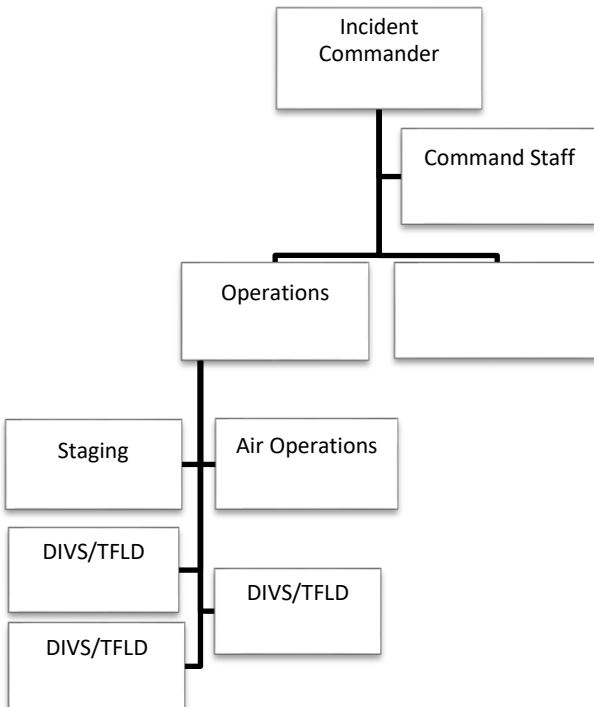 Incident
Commander
Command Staff
Operations
Staging
Air Operations
DIVS/TFLD
DIVS/TFLD
DIVS/TFLD